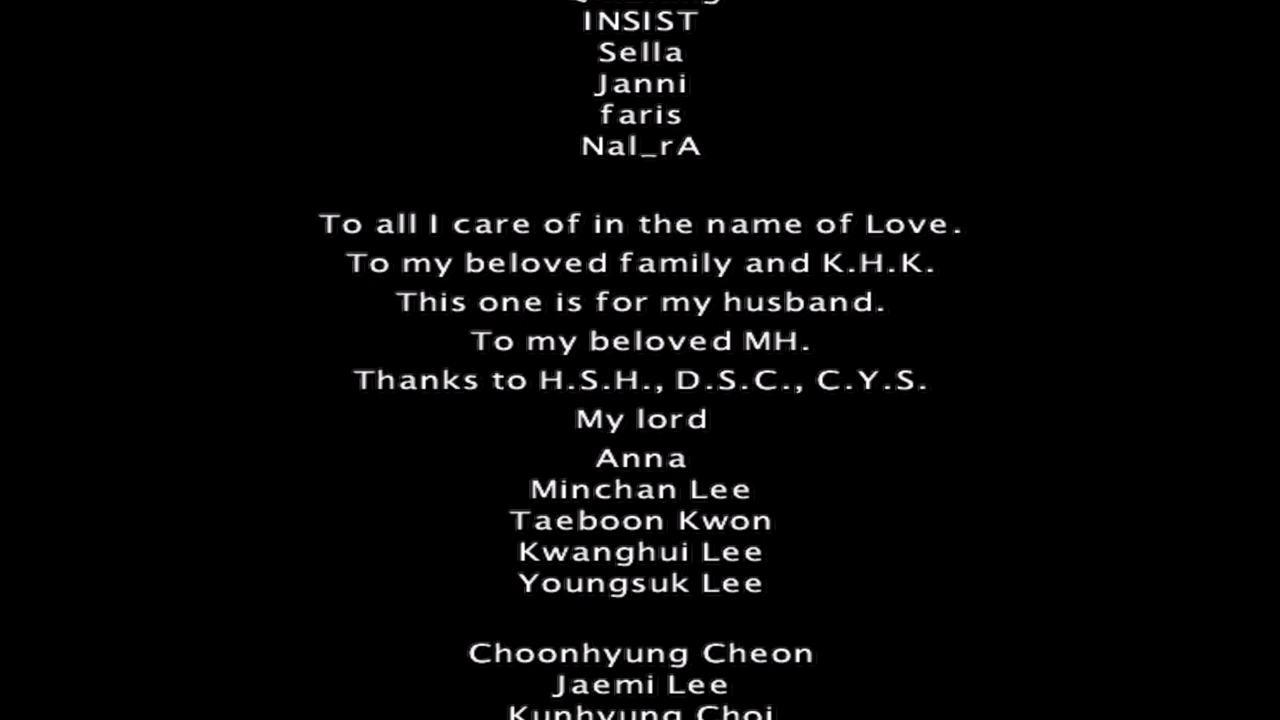 INSIST
Sella
Janni
faris
Nal_rA
To all I care of in the name of Love.
To my beloved family and K.H.K.
This one is for my husband.
To my beloved MH.
Thanks to H.S.H., D.S.C., C.Y.S.
My lord
Anna
Minchan Lee
Taeboon Kwon
Kwanghui Lee
Youngsuk Lee
Choonhyung Cheon
Jaemi Lee
Kunhyung Choi